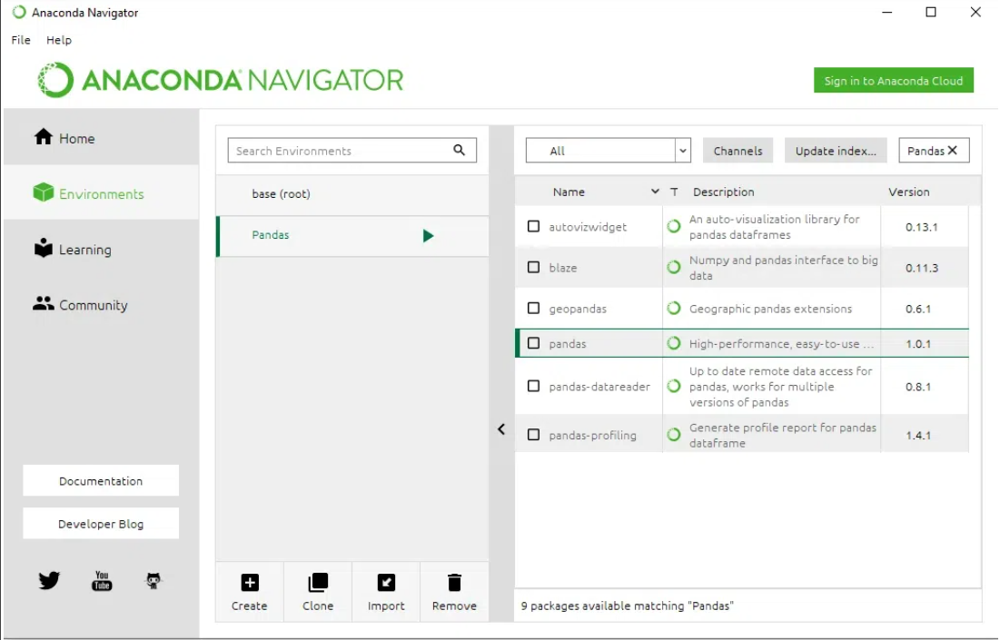 Anaconda Navigator
File Help
ANACONDA NAVIGATOR
Sign in to Anaconda Cloud
Home
Environments
Learning
Community
Documentation
Developer Blog
You
Tube
Search Environments
base (root)
Pandas
Create
Clone
Import
Remove
All
Channels
Update index...
Pandas
Name T Description Version
autovizwidget
An auto-visualization library for
pandas dataframes
0.13.1
blaze
Numpy and pandas interface to big
data
0.11.3
geopandas
Geographic pandas extensions
0.6.1
pandas
High-performance, easy-to-use ...
1.0.1
pandas-datareader
Up to date remote data access for
pandas, works for multiple
versions of pandas
0.8.1
pandas-profiling
Generate profile report for pandas
dataframe
1.4.1
9 packages available matching "Pandas"